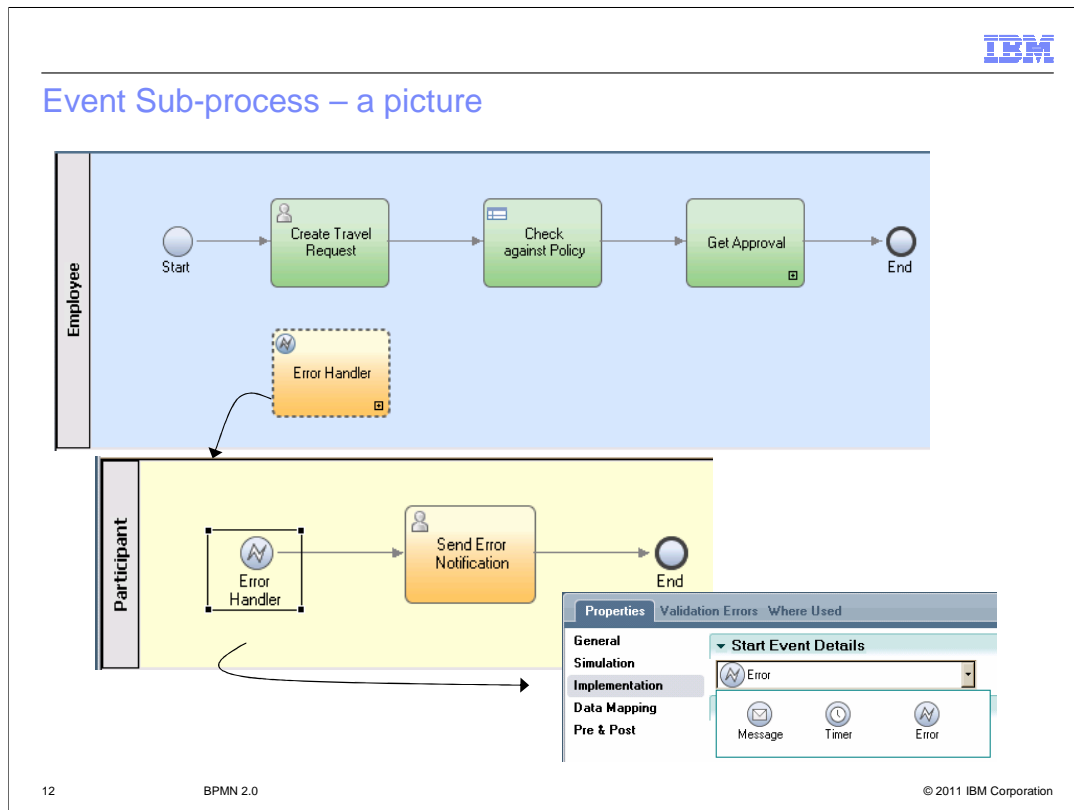 IBM
Event Sub-process – a picture
Employee
Start
Create Travel
Request
Check
against Policy
Get Approval
End
Error Handler
Participant
Error
Handler
Send Error
Notification
End
Properties Validation Errors Where Used
General
Simulation
Implementation
Data Mapping
Pre & Post
Start Event Details
Error
Message Timer Error
12 BPMN 2.0 © 2011 IBM Corporation